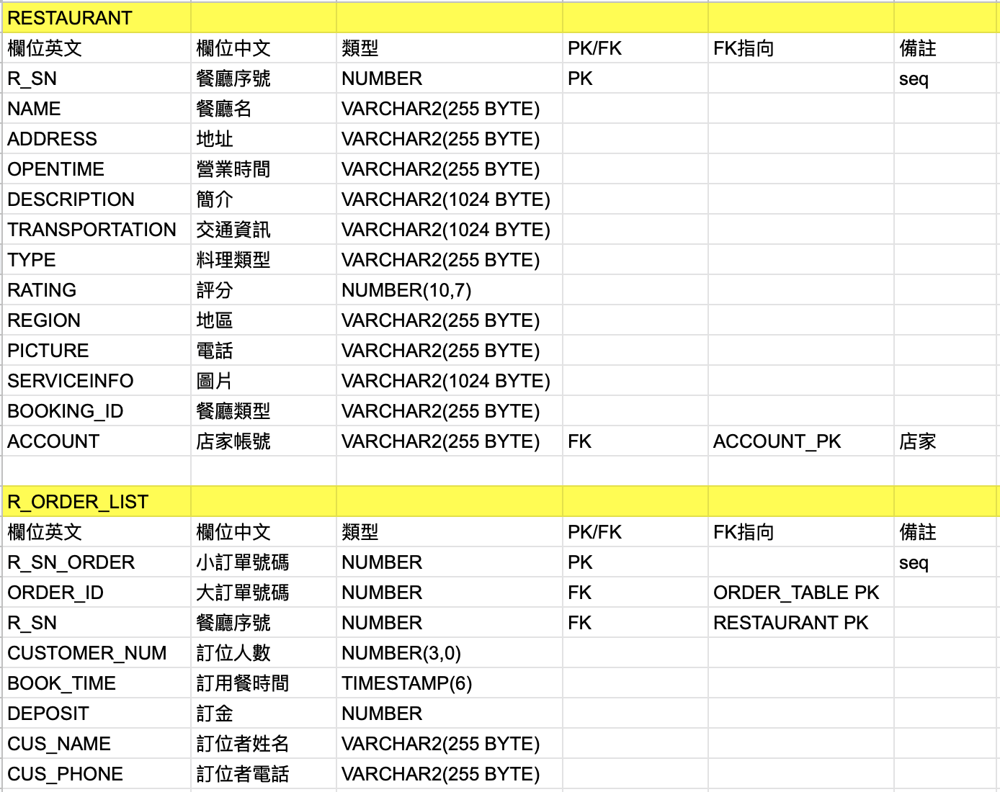 RESTAURANT
欄位英文 欄位中文 類型 PK/FK FK指向 備註
R_SN 餐廳序號 NUMBER PK seq
NAME 餐廳名 VARCHAR2(255 BYTE)
ADDRESS 地址 VARCHAR2(255 BYTE)
OPENTIME 營業時間 VARCHAR2(255 BYTE)
DESCRIPTION 簡介 VARCHAR2(1024 BYTE)
TRANSPORTATION 交通資訊 VARCHAR2(1024 BYTE)
TYPE 料理類型 VARCHAR2(255 BYTE)
RATING 評分 NUMBER(10,7)
REGION 地區 VARCHAR2(255 BYTE)
PICTURE 電話 VARCHAR2(255 BYTE)
SERVICEINFO 圖片 VARCHAR2(1024 BYTE)
BOOKING_ID 餐廳類型 VARCHAR2(255 BYTE)
ACCOUNT 店家帳號 VARCHAR2(255 BYTE) FK ACCOUNT_PK 店家
R_ORDER_LIST
欄位英文 欄位中文 類型 PK/FK FK指向 備註
R_SN_ORDER 小訂單號碼 NUMBER PK seq
ORDER_ID 大訂單號碼 NUMBER FK ORDER_TABLE PK
R_SN 餐廳序號 NUMBER FK RESTAURANT PK
CUSTOMER_NUM 訂位人數 NUMBER(3,0)
BOOK_TIME 訂用餐時間 TIMESTAMP(6)
DEPOSIT 訂金 NUMBER
CUS_NAME 訂位者姓名 VARCHAR2(255 BYTE)
CUS_PHONE 訂位者電話 VARCHAR2(255 BYTE)